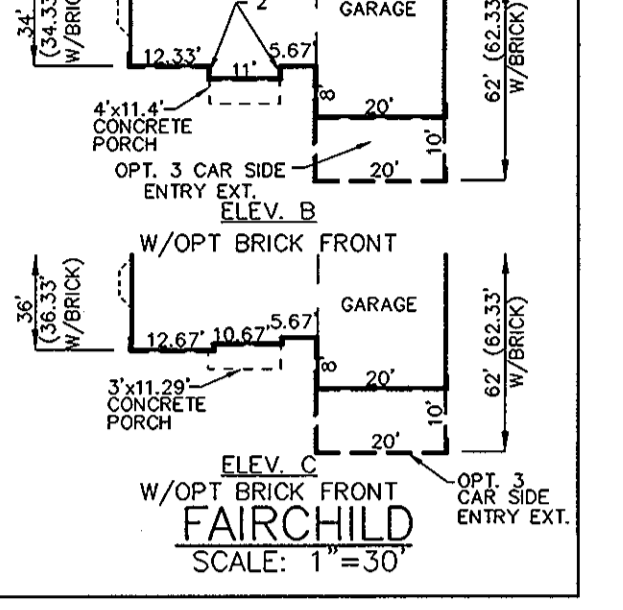 GARAGE
34'
(34.33'
W/BRICK)
2'
12.33'
11'
5.67'
8'
20'
10'
20'
62' (62.33'
W/BRICK)
4'x11.4'
CONCRETE
PORCH
OPT. 3 CAR SIDE
ENTRY EXT.
ELEV. B
W/OPT BRICK FRONT
36'
(36.33'
W/BRICK)
GARAGE
12.67'
10.67'
5.67'
8'
20'
10'
20'
62' (62.33'
W/BRICK)
3'x11.29'
CONCRETE
PORCH
ELEV. C
W/OPT BRICK FRONT
OPT. 3
CAR SIDE
ENTRY EXT.
FAIRCHILD
SCALE: 1"=30'